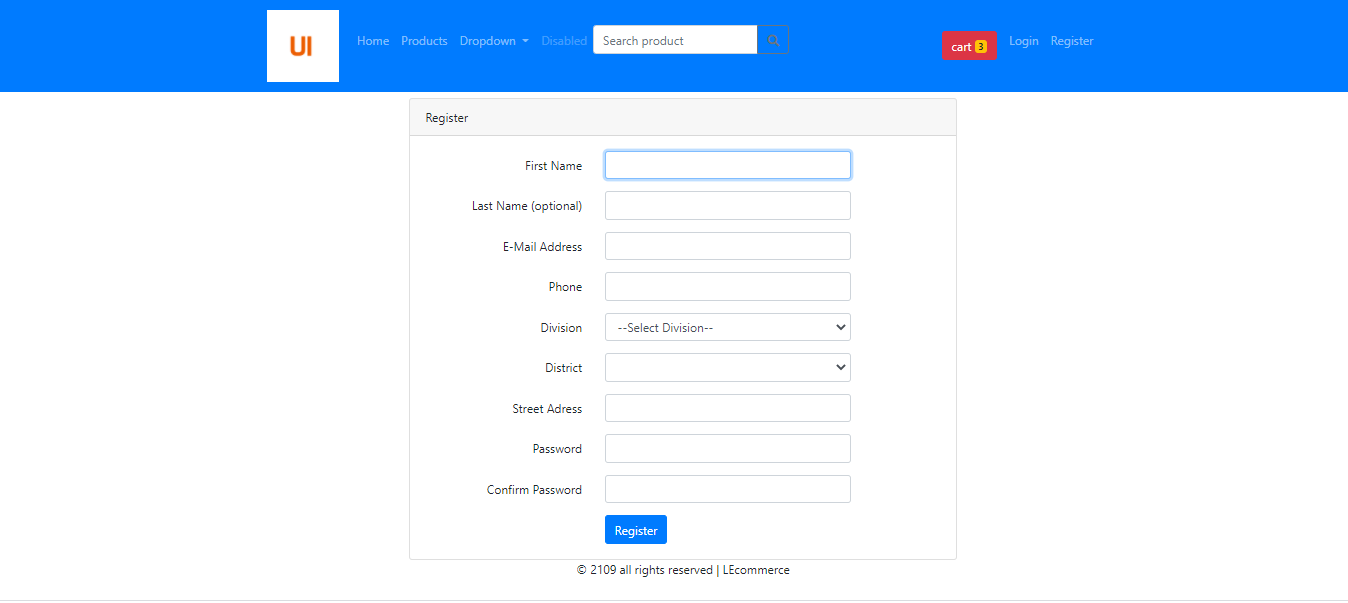 UI
Home Products Dropdown Disabled Search product cart 3 Login Register
Register
First Name
Last Name (optional)
E-Mail Address
Phone
Division --Select Division--
District
Street Adress
Password
Confirm Password
Register
© 2109 all rights reserved | LEcommerce